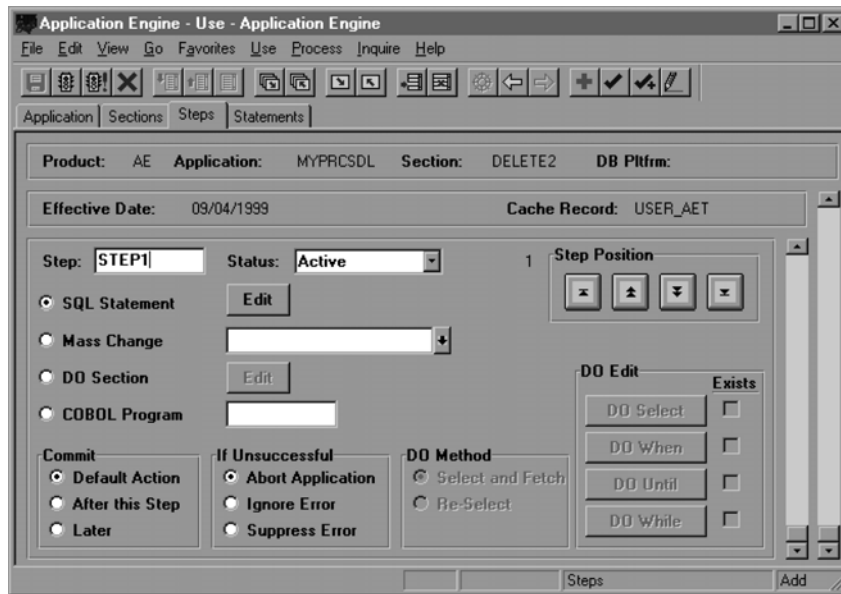 Application Engine - Use - Application Engine
File Edit View Go Favorites Use Process Inquire Help
Application Sections Steps Statements
Product: AE Application: MYPRCSDL Section: DELETE2 DB Pltfrm:
Effective Date: 09/04/1999 Cache Record: USER_AET
Step: STEP1 Status: Active 1 Step Position
SQL Statement Edit
Mass Change
DO Section Edit
COBOL Program
DO Edit Exists
DO Select
DO When
DO Until
DO While
Commit If Unsuccessful DO Method
Default Action Abort Application Select and Fetch
After this Step Ignore Error Re-Select
Later Suppress Error
Steps Add